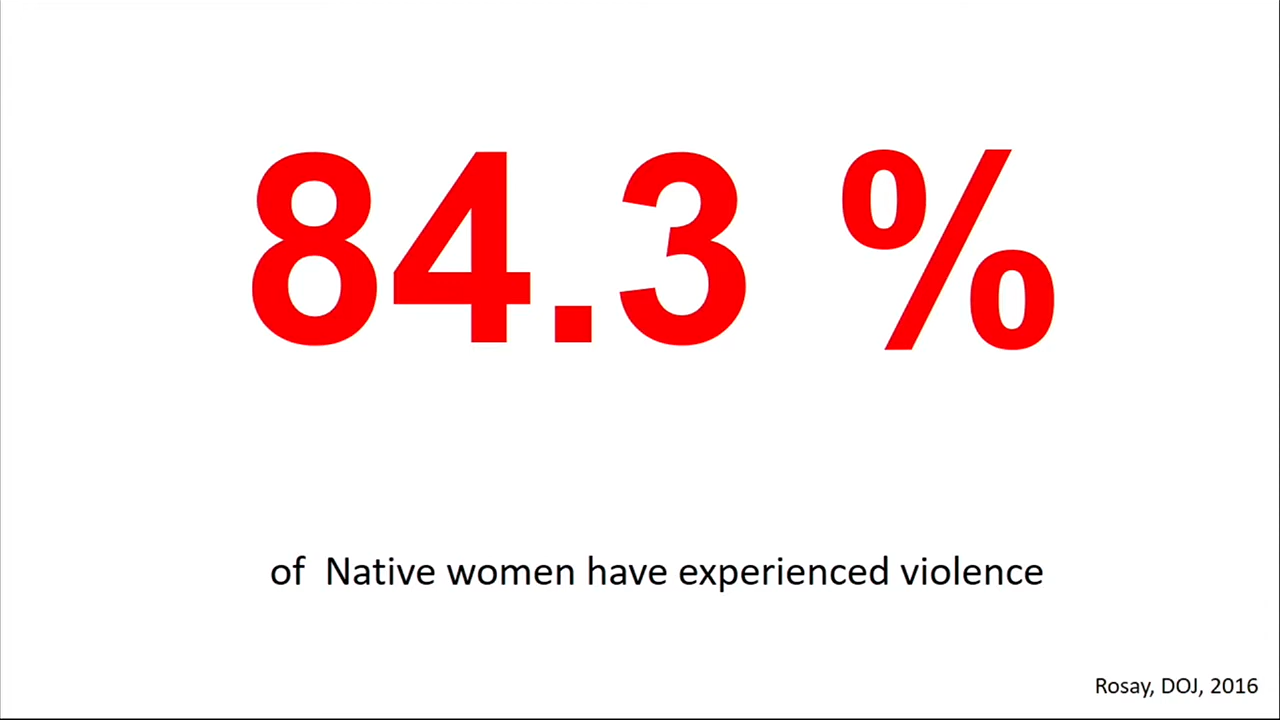 84.3 %
of  Native women have experienced violence
Rosay, DOJ, 2016